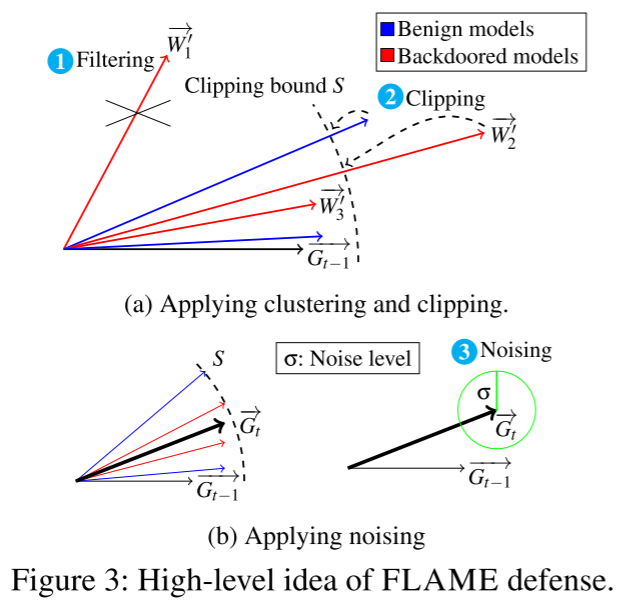 Benign models
Backdoored models
1 Filtering
$\overrightarrow{W_1'}$
Clipping bound S
2 Clipping
$\overrightarrow{W_2'}$
$\overrightarrow{W_3'}$
$\overrightarrow{G_{t-1}}$
(a) Applying clustering and clipping.
S
σ: Noise level
3 Noising
σ
$\overrightarrow{G_t}$
$\overrightarrow{G_t}$
$\overrightarrow{G_{t-1}}$
$\overrightarrow{G_{t-1}}$
(b) Applying noising
Figure 3: High-level idea of FLAME defense.